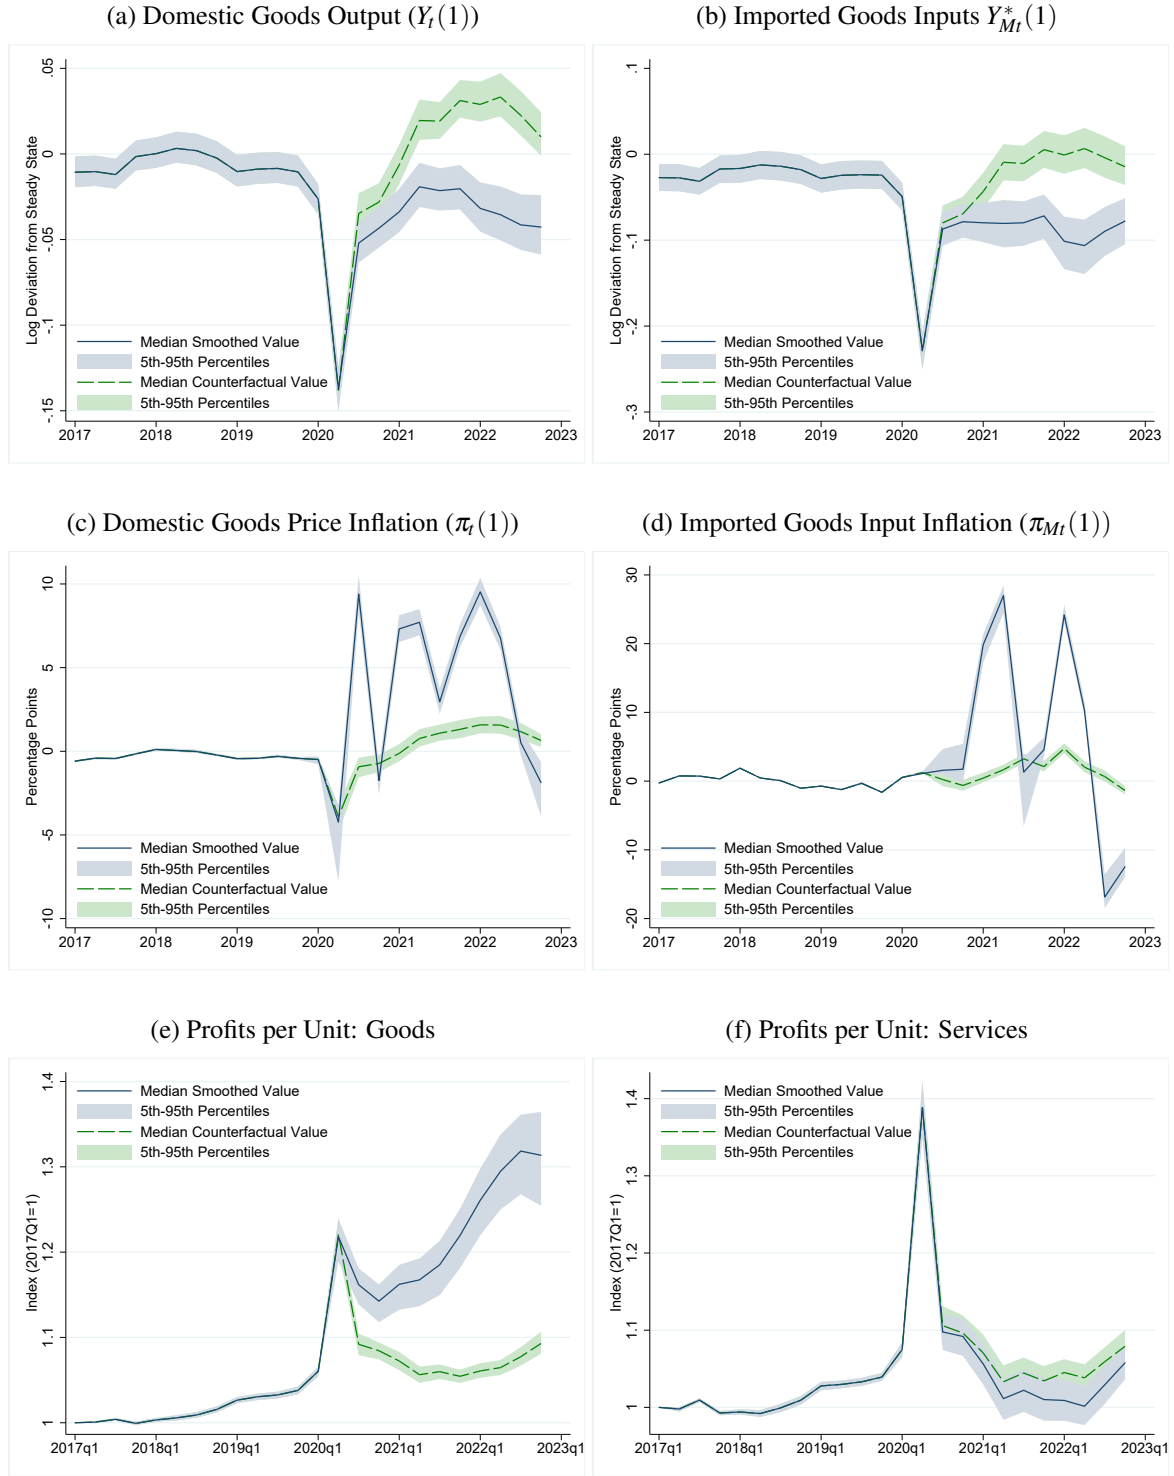 (a) Domestic Goods Output (Y_t(1))
Log Deviation from Steady State
.05
0
-.05
-.1
-.15
Median Smoothed Value
5th-95th Percentiles
Median Counterfactual Value
5th-95th Percentiles
2017 2018 2019 2020 2021 2022 2023
(b) Imported Goods Inputs Y*_{Mt}(1)
Log Deviation from Steady State
.1
0
-.1
-.2
-.3
Median Smoothed Value
5th-95th Percentiles
Median Counterfactual Value
5th-95th Percentiles
2017 2018 2019 2020 2021 2022 2023
(c) Domestic Goods Price Inflation (π_t(1))
Percentage Points
10
5
0
-5
-10
Median Smoothed Value
5th-95th Percentiles
Median Counterfactual Value
5th-95th Percentiles
2017 2018 2019 2020 2021 2022 2023
(d) Imported Goods Input Inflation (π_{Mt}(1))
Percentage Points
30
20
10
0
-10
-20
Median Smoothed Value
5th-95th Percentiles
Median Counterfactual Value
5th-95th Percentiles
2017 2018 2019 2020 2021 2022 2023
(e) Profits per Unit: Goods
Index (2017Q1=1)
1.4
1.3
1.2
1.1
1
Median Smoothed Value
5th-95th Percentiles
Median Counterfactual Value
5th-95th Percentiles
2017q1 2018q1 2019q1 2020q1 2021q1 2022q1 2023q1
(f) Profits per Unit: Services
Index (2017Q1=1)
1.4
1.3
1.2
1.1
1
Median Smoothed Value
5th-95th Percentiles
Median Counterfactual Value
5th-95th Percentiles
2017q1 2018q1 2019q1 2020q1 2021q1 2022q1 2023q1